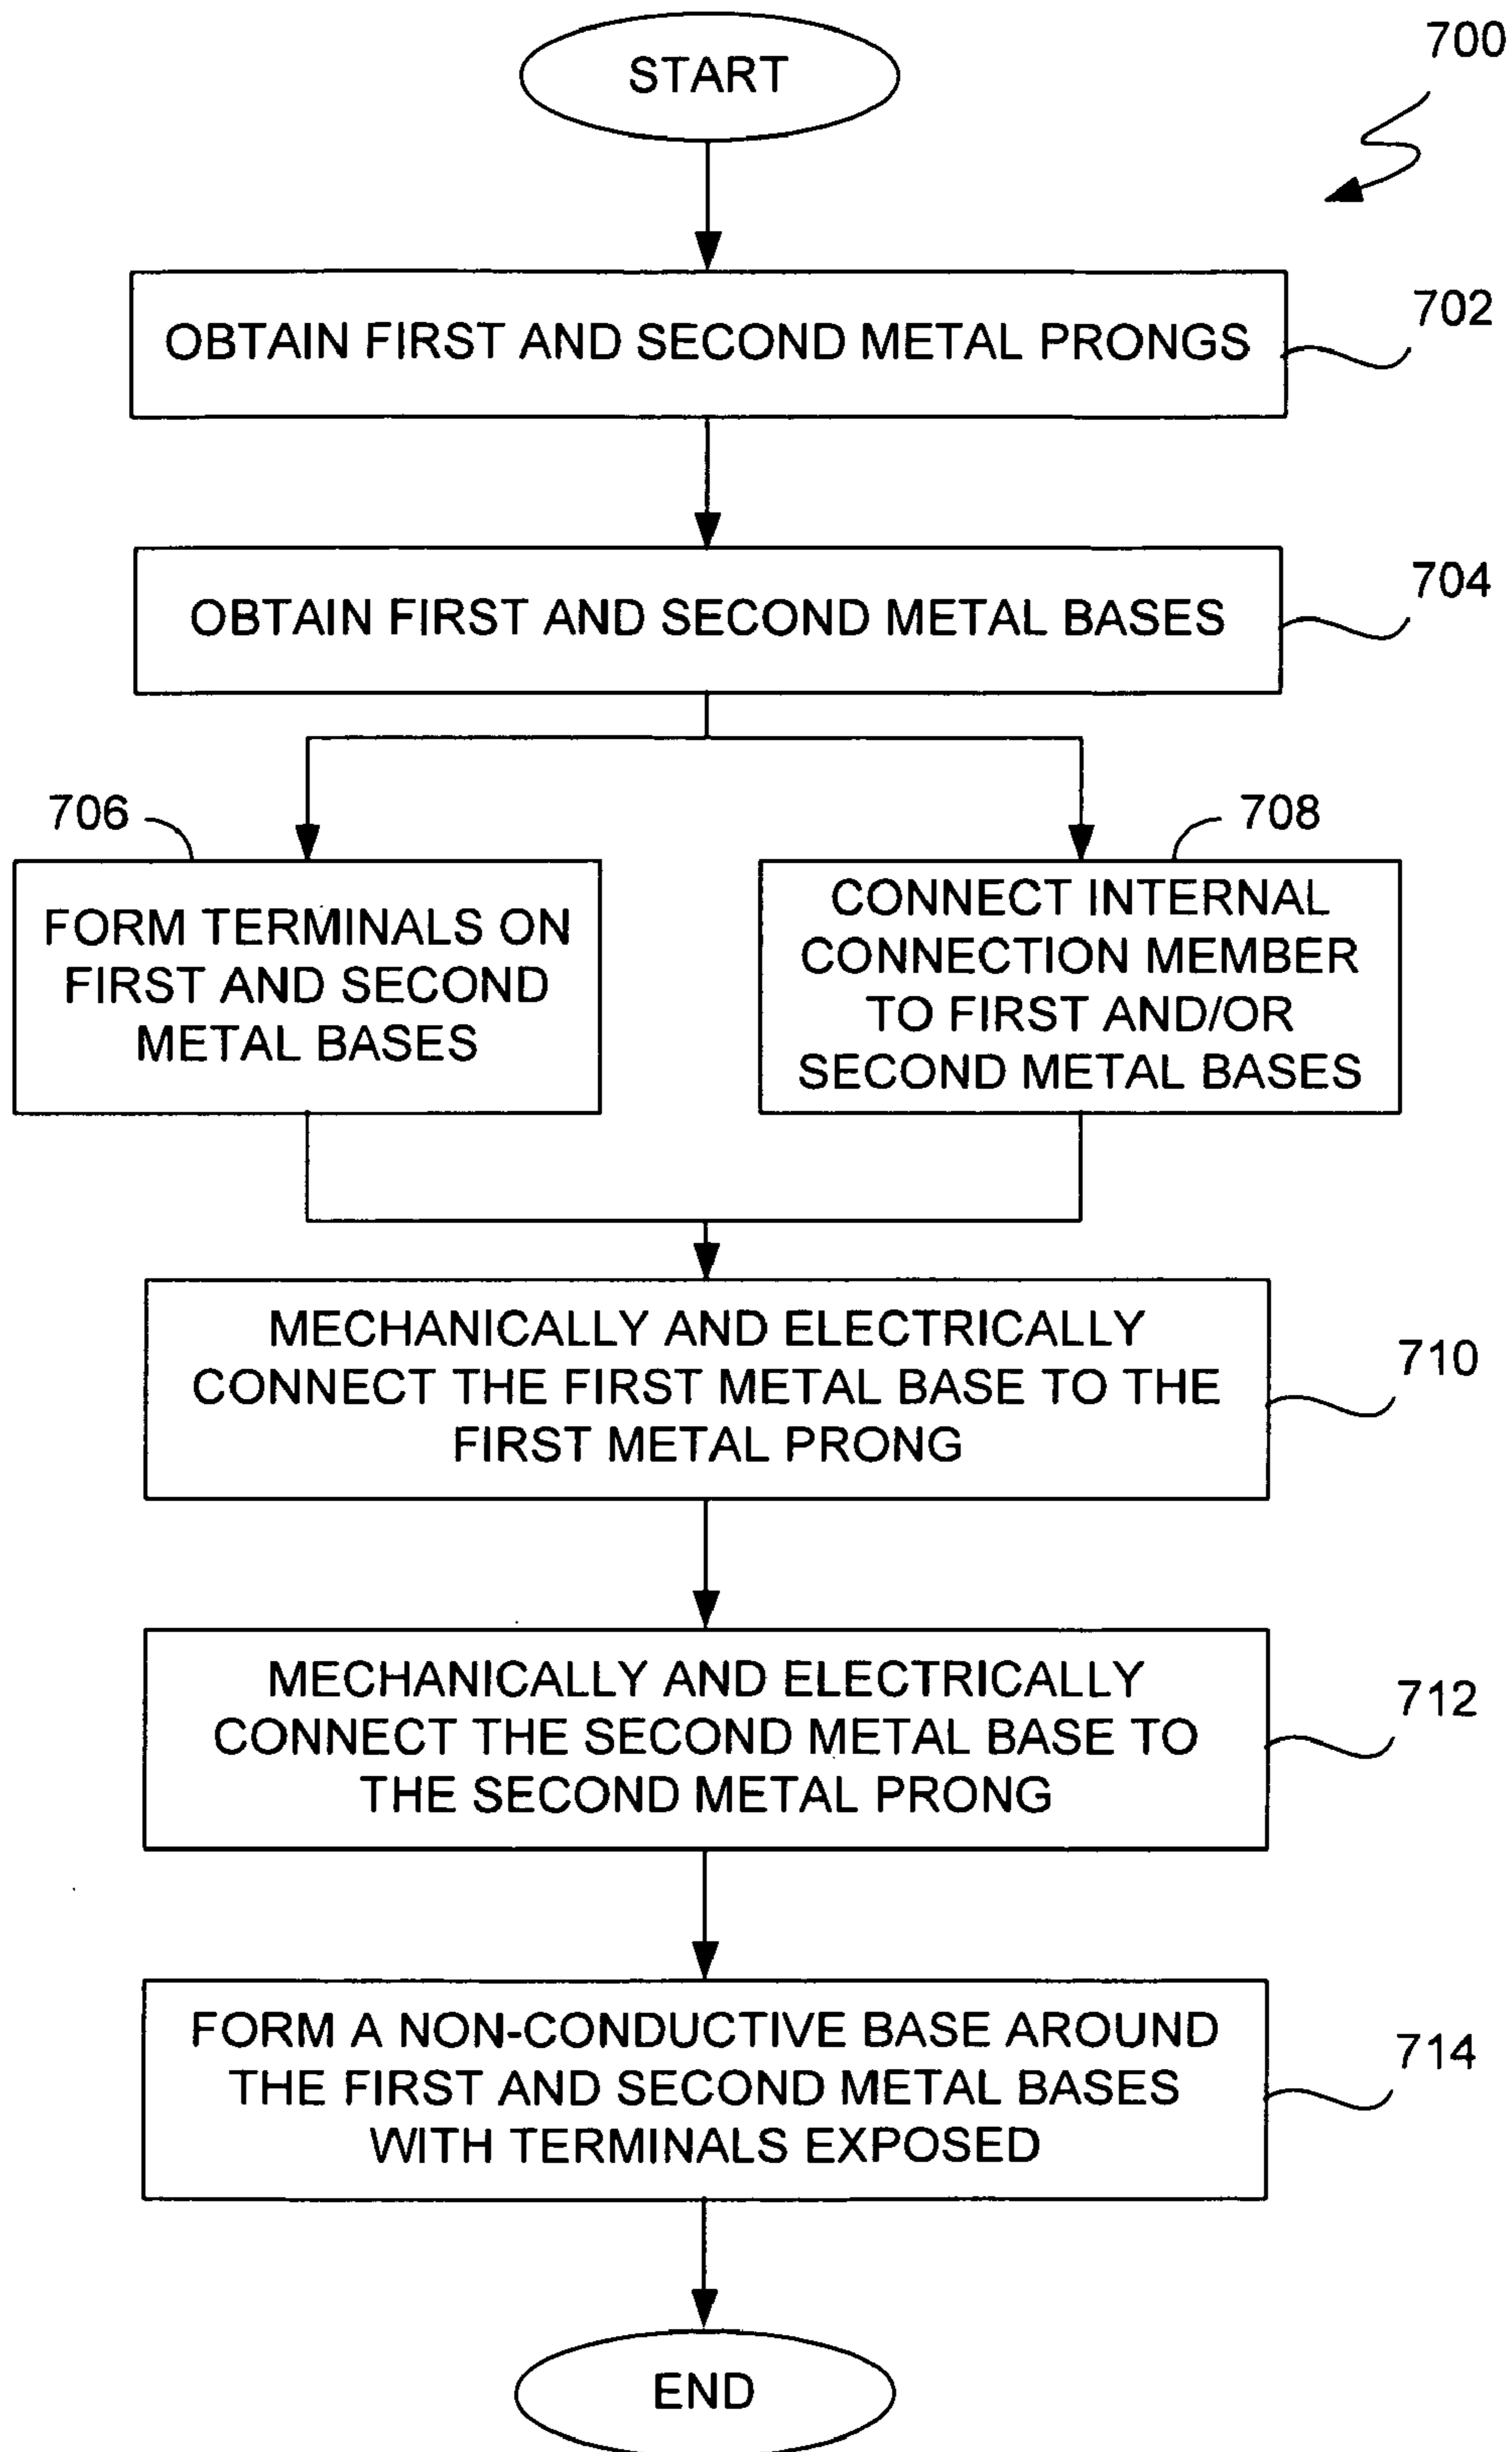 START
700
OBTAIN FIRST AND SECOND METAL PRONGS
702
OBTAIN FIRST AND SECOND METAL BASES
704
706
FORM TERMINALS ON
FIRST AND SECOND
METAL BASES
708
CONNECT INTERNAL
CONNECTION MEMBER
TO FIRST AND/OR
SECOND METAL BASES
MECHANICALLY AND ELECTRICALLY
CONNECT THE FIRST METAL BASE TO THE
FIRST METAL PRONG
710
MECHANICALLY AND ELECTRICALLY
CONNECT THE SECOND METAL BASE TO
THE SECOND METAL PRONG
712
FORM A NON-CONDUCTIVE BASE AROUND
THE FIRST AND SECOND METAL BASES
WITH TERMINALS EXPOSED
714
END